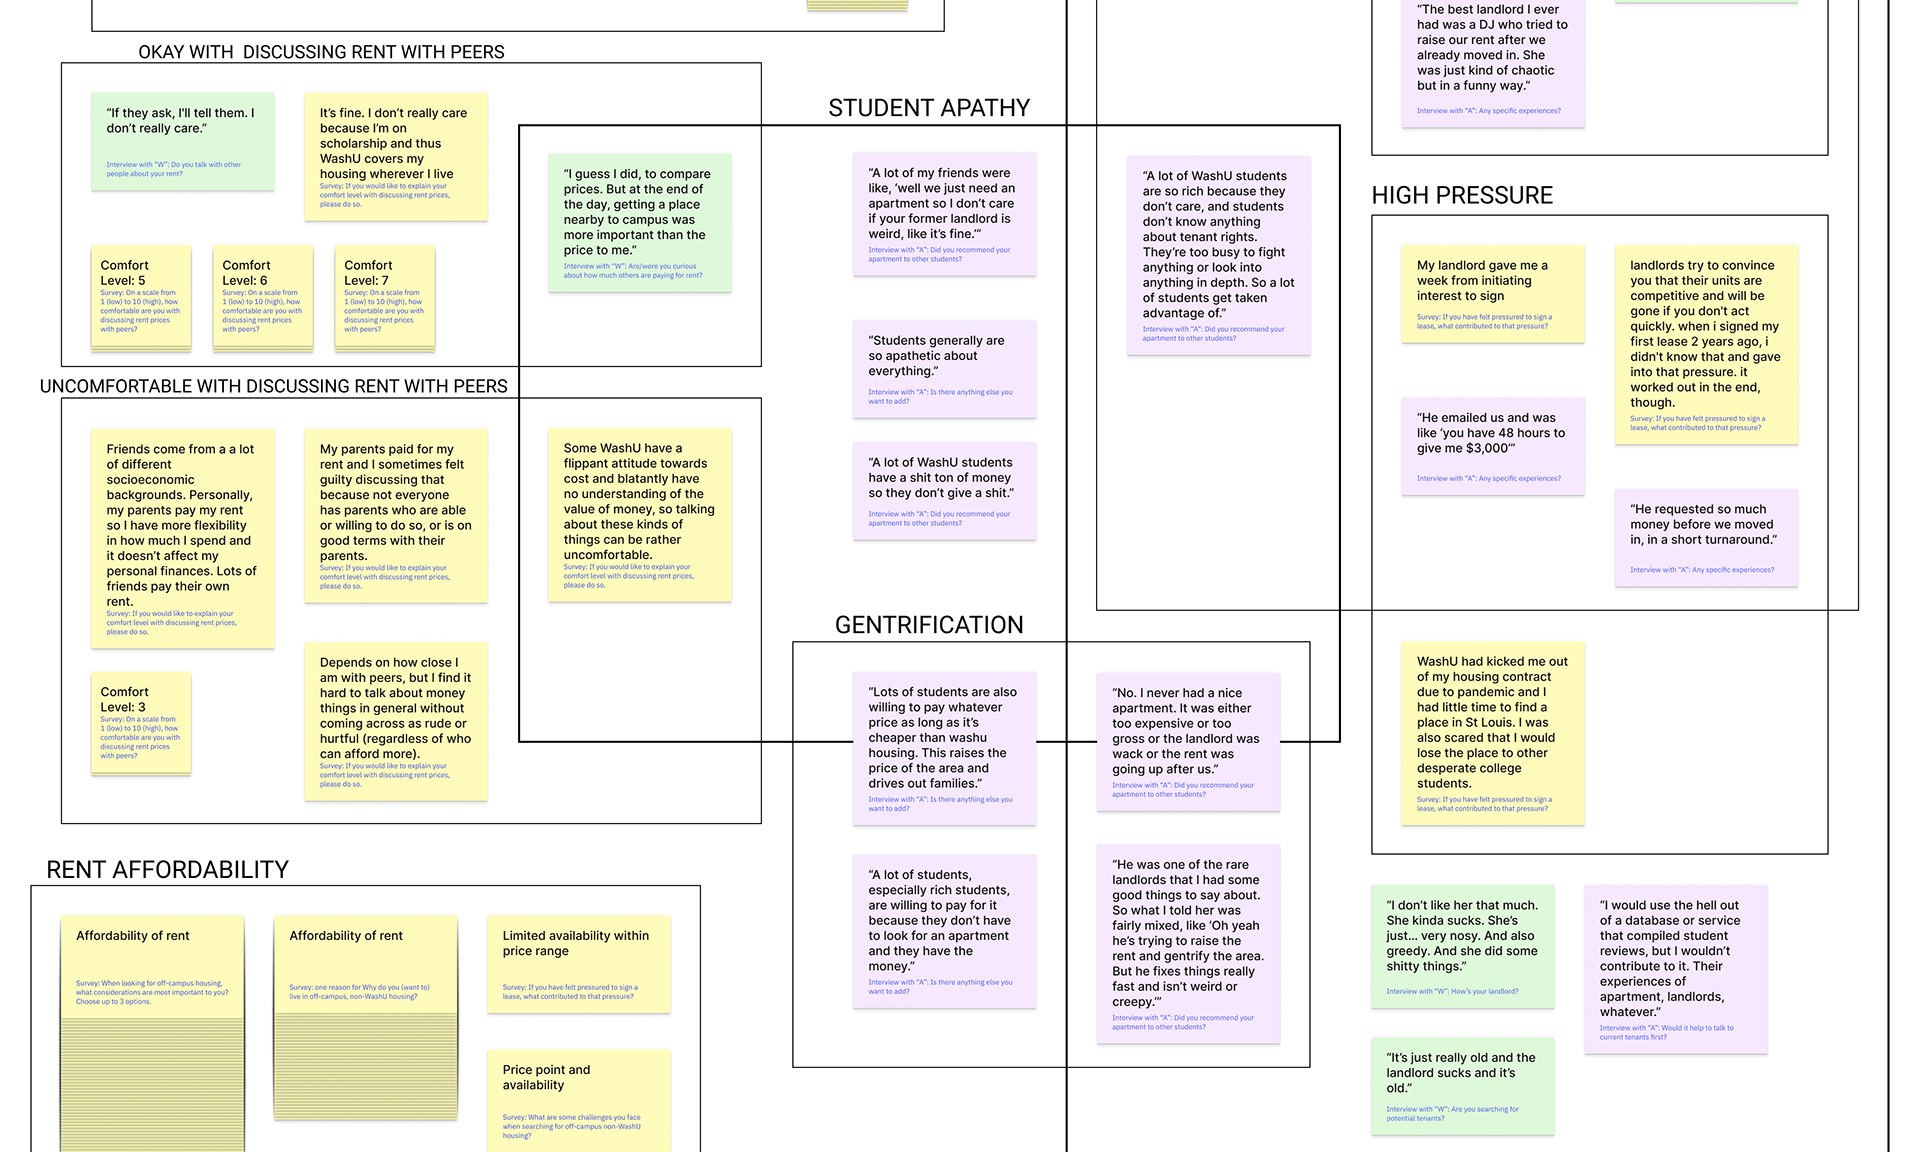 OKAY WITH  DISCUSSING RENT WITH PEERS
“If they ask, I'll tell them. I
don’t really care.”
Interview with “W”: Do you talk with other
people about your rent?
It’s fine. I don’t really care
because I’m on
scholarship and thus
WashU covers my
housing wherever I live
Survey: If you would like to explain your
comfort level with discussing rent prices,
please do so.
Comfort
Level: 5
Survey: On a scale from
1 (low) to 10 (high), how
comfortable are you with
discussing rent prices
with peers?
Comfort
Level: 6
Survey: On a scale from
1 (low) to 10 (high), how
comfortable are you with
discussing rent prices
with peers?
Comfort
Level: 7
Survey: On a scale from
1 (low) to 10 (high), how
comfortable are you with
discussing rent prices
with peers?
STUDENT APATHY
“I guess I did, to compare
prices. But at the end of
the day, getting a place
nearby to campus was
more important than the
price to me.”
Interview with “W”: Are/were you curious
about how much others are paying for rent?
“A lot of my friends were
like, ‘well we just need an
apartment so I don’t care
if your former landlord is
weird, like it’s fine.’”
Interview with “A”: Did you recommend your
apartment to other students?
“Students generally are
so apathetic about
everything.”
Interview with “A”: Is there anything else you
want to add?
“A lot of WashU students
have a shit ton of money
so they don’t give a shit.”
Interview with “A”: Did you recommend your
apartment to other students?
“A lot of WashU students
are so rich because they
don’t care, and students
don’t know anything
about tenant rights.
They’re too busy to fight
anything or look into
anything in depth. So a lot
of students get taken
advantage of.”
Interview with “A”: Did you recommend your
apartment to other students?
“The best landlord I ever
had was a DJ who tried to
raise our rent after we
already moved in. She
was just kind of chaotic
but in a funny way.”
Interview with “A”: Any specific experiences?
HIGH PRESSURE
My landlord gave me a
week from initiating
interest to sign
Survey: If you have felt pressured to sign a
lease, what contributed to that pressure?
landlords try to convince
you that their units are
competitive and will be
gone if you don't act
quickly. when i signed my
first lease 2 years ago, i
didn't know that and gave
into that pressure. it
worked out in the end,
though.
Survey: If you have felt pressured to sign a
lease, what contributed to that pressure?
“He emailed us and was
like ‘you have 48 hours to
give me $3,000’”
Interview with “A”: Any specific experiences?
“He requested so much
money before we moved
in, in a short turnaround.”
Interview with “A”: Any specific experiences?
WashU had kicked me out
of my housing contract
due to pandemic and I
had little time to find a
place in St Louis. I was
also scared that I would
lose the place to other
desperate college
students.
Survey: If you have felt pressured to sign a
lease, what contributed to that pressure?
UNCOMFORTABLE WITH DISCUSSING RENT WITH PEERS
Friends come from a a lot
of different
socioeconomic
backgrounds. Personally,
my parents pay my rent
so I have more flexibility
in how much I spend and
it doesn’t affect my
personal finances. Lots of
friends pay their own
rent.
Survey: If you would like to explain your
comfort level with discussing rent prices,
please do so.
My parents paid for my
rent and I sometimes felt
guilty discussing that
because not everyone
has parents who are able
or willing to do so, or is on
good terms with their
parents.
Survey: If you would like to explain your
comfort level with discussing rent prices,
please do so.
Some WashU have a
flippant attitude towards
cost and blatantly have
no understanding of the
value of money, so talking
about these kinds of
things can be rather
uncomfortable.
Survey: If you would like to explain your
comfort level with discussing rent prices,
please do so.
Comfort
Level: 3
Survey: On a scale from
1 (low) to 10 (high), how
comfortable are you with
discussing rent prices
with peers?
Depends on how close I
am with peers, but I find it
hard to talk about money
things in general without
coming across as rude or
hurtful (regardless of who
can afford more).
Survey: If you would like to explain your
comfort level with discussing rent prices,
please do so.
GENTRIFICATION
“Lots of students are also
willing to pay whatever
price as long as it’s
cheaper than washu
housing. This raises the
price of the area and
drives out families.”
Interview with “A”: Is there anything else you
want to add?
“No. I never had a nice
apartment. It was either
too expensive or too
gross or the landlord was
wack or the rent was
going up after us.”
Interview with “A”: Did you recommend your
apartment to other students?
“A lot of students,
especially rich students,
are willing to pay for it
because they don’t have
to look for an apartment
and they have the
money.”
Interview with “A”: Is there anything else you
want to add?
“He was one of the rare
landlords that I had some
good things to say about.
So what I told her was
fairly mixed, like ‘Oh yeah
he’s trying to raise the
rent and gentrify the area.
But he fixes things really
fast and isn’t weird or
creepy.’”
Interview with “A”: Did you recommend your
apartment to other students?
RENT AFFORDABILITY
Affordability of rent
Survey: When looking for off-campus housing,
what considerations are most important to you?
Choose up to 3 options.
Affordability of rent
Survey: one reason for Why do you (want to)
live in off-campus, non-WashU housing?
Limited availability within
price range
Survey: If you have felt pressured to sign a
lease, what contributed to that pressure?
Price point and
availability
Survey: What are some challenges you face
when searching for off-campus non-WashU
housing?
“I don’t like her that much.
She kinda sucks. She’s
just... very nosy. And also
greedy. And she did some
shitty things.”
Interview with “W”: How’s your landlord?
“I would use the hell out
of a database or service
that compiled student
reviews, but I wouldn’t
contribute to it. Their
experiences of
apartment, landlords,
whatever.”
Interview with “A”: Would it help to talk to
current tenants first?
“It’s just really old and the
landlord sucks and it’s
old.”
Interview with “W”: Are you searching for
potential tenants?